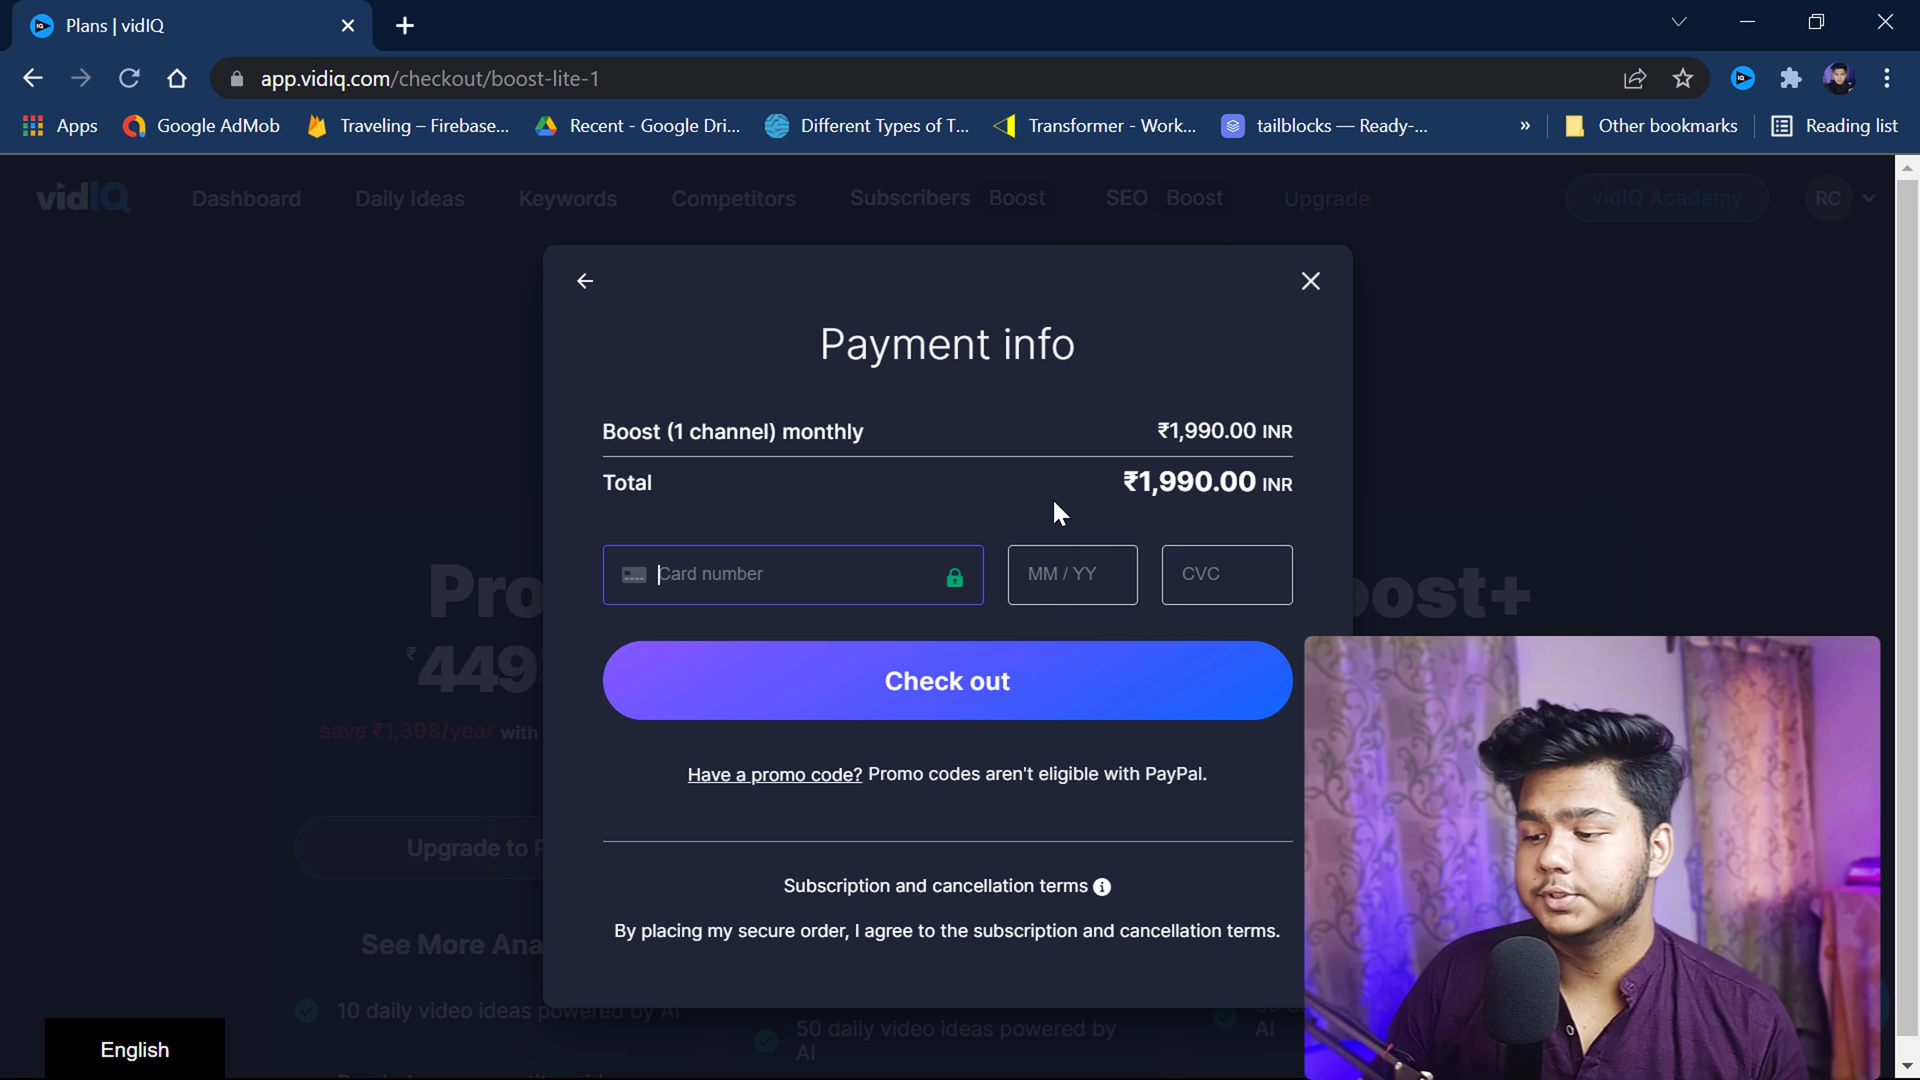 Plans | vidIQ
app.vidiq.com/checkout/boost-lite-1
Apps Google AdMob Traveling – Firebase... Recent - Google Dri... Different Types of T... Transformer - Work... tailblocks — Ready-... » Other bookmarks Reading list
vidIQ Dashboard Daily Ideas Keywords Competitors Subscribers Boost SEO Boost Upgrade vidIQ Academy RC
Payment info
Boost (1 channel) monthly ₹1,990.00 INR
Total ₹1,990.00 INR
Card number MM / YY CVC
Pro
oost+
₹449
Check out
save ₹1,398/year with
Have a promo code? Promo codes aren't eligible with PayPal.
Upgrade to P
Subscription and cancellation terms
By placing my secure order, I agree to the subscription and cancellation terms.
See More Ana
10 daily video ideas powered by AI
50 daily video ideas powered by
AI
AI
English